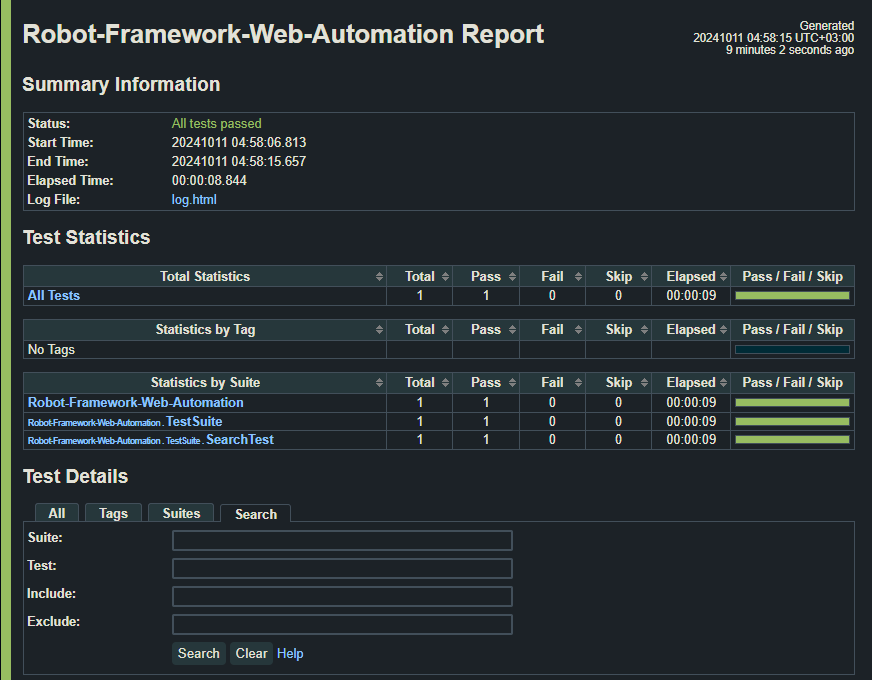 Robot-Framework-Web-Automation Report
Generated
20241011 04:58:15 UTC+03:00
9 minutes 2 seconds ago
Summary Information
Status: All tests passed
Start Time: 20241011 04:58:06.813
End Time: 20241011 04:58:15.657
Elapsed Time: 00:00:08.844
Log File: log.html
Test Statistics
Total Statistics Total Pass Fail Skip Elapsed Pass / Fail / Skip
All Tests 1 1 0 0 00:00:09
Statistics by Tag Total Pass Fail Skip Elapsed Pass / Fail / Skip
No Tags
Statistics by Suite Total Pass Fail Skip Elapsed Pass / Fail / Skip
Robot-Framework-Web-Automation 1 1 0 0 00:00:09
Robot-Framework-Web-Automation . TestSuite 1 1 0 0 00:00:09
Robot-Framework-Web-Automation . TestSuite . SearchTest 1 1 0 0 00:00:09
Test Details
All Tags Suites Search
Suite:
Test:
Include:
Exclude:
Search Clear Help